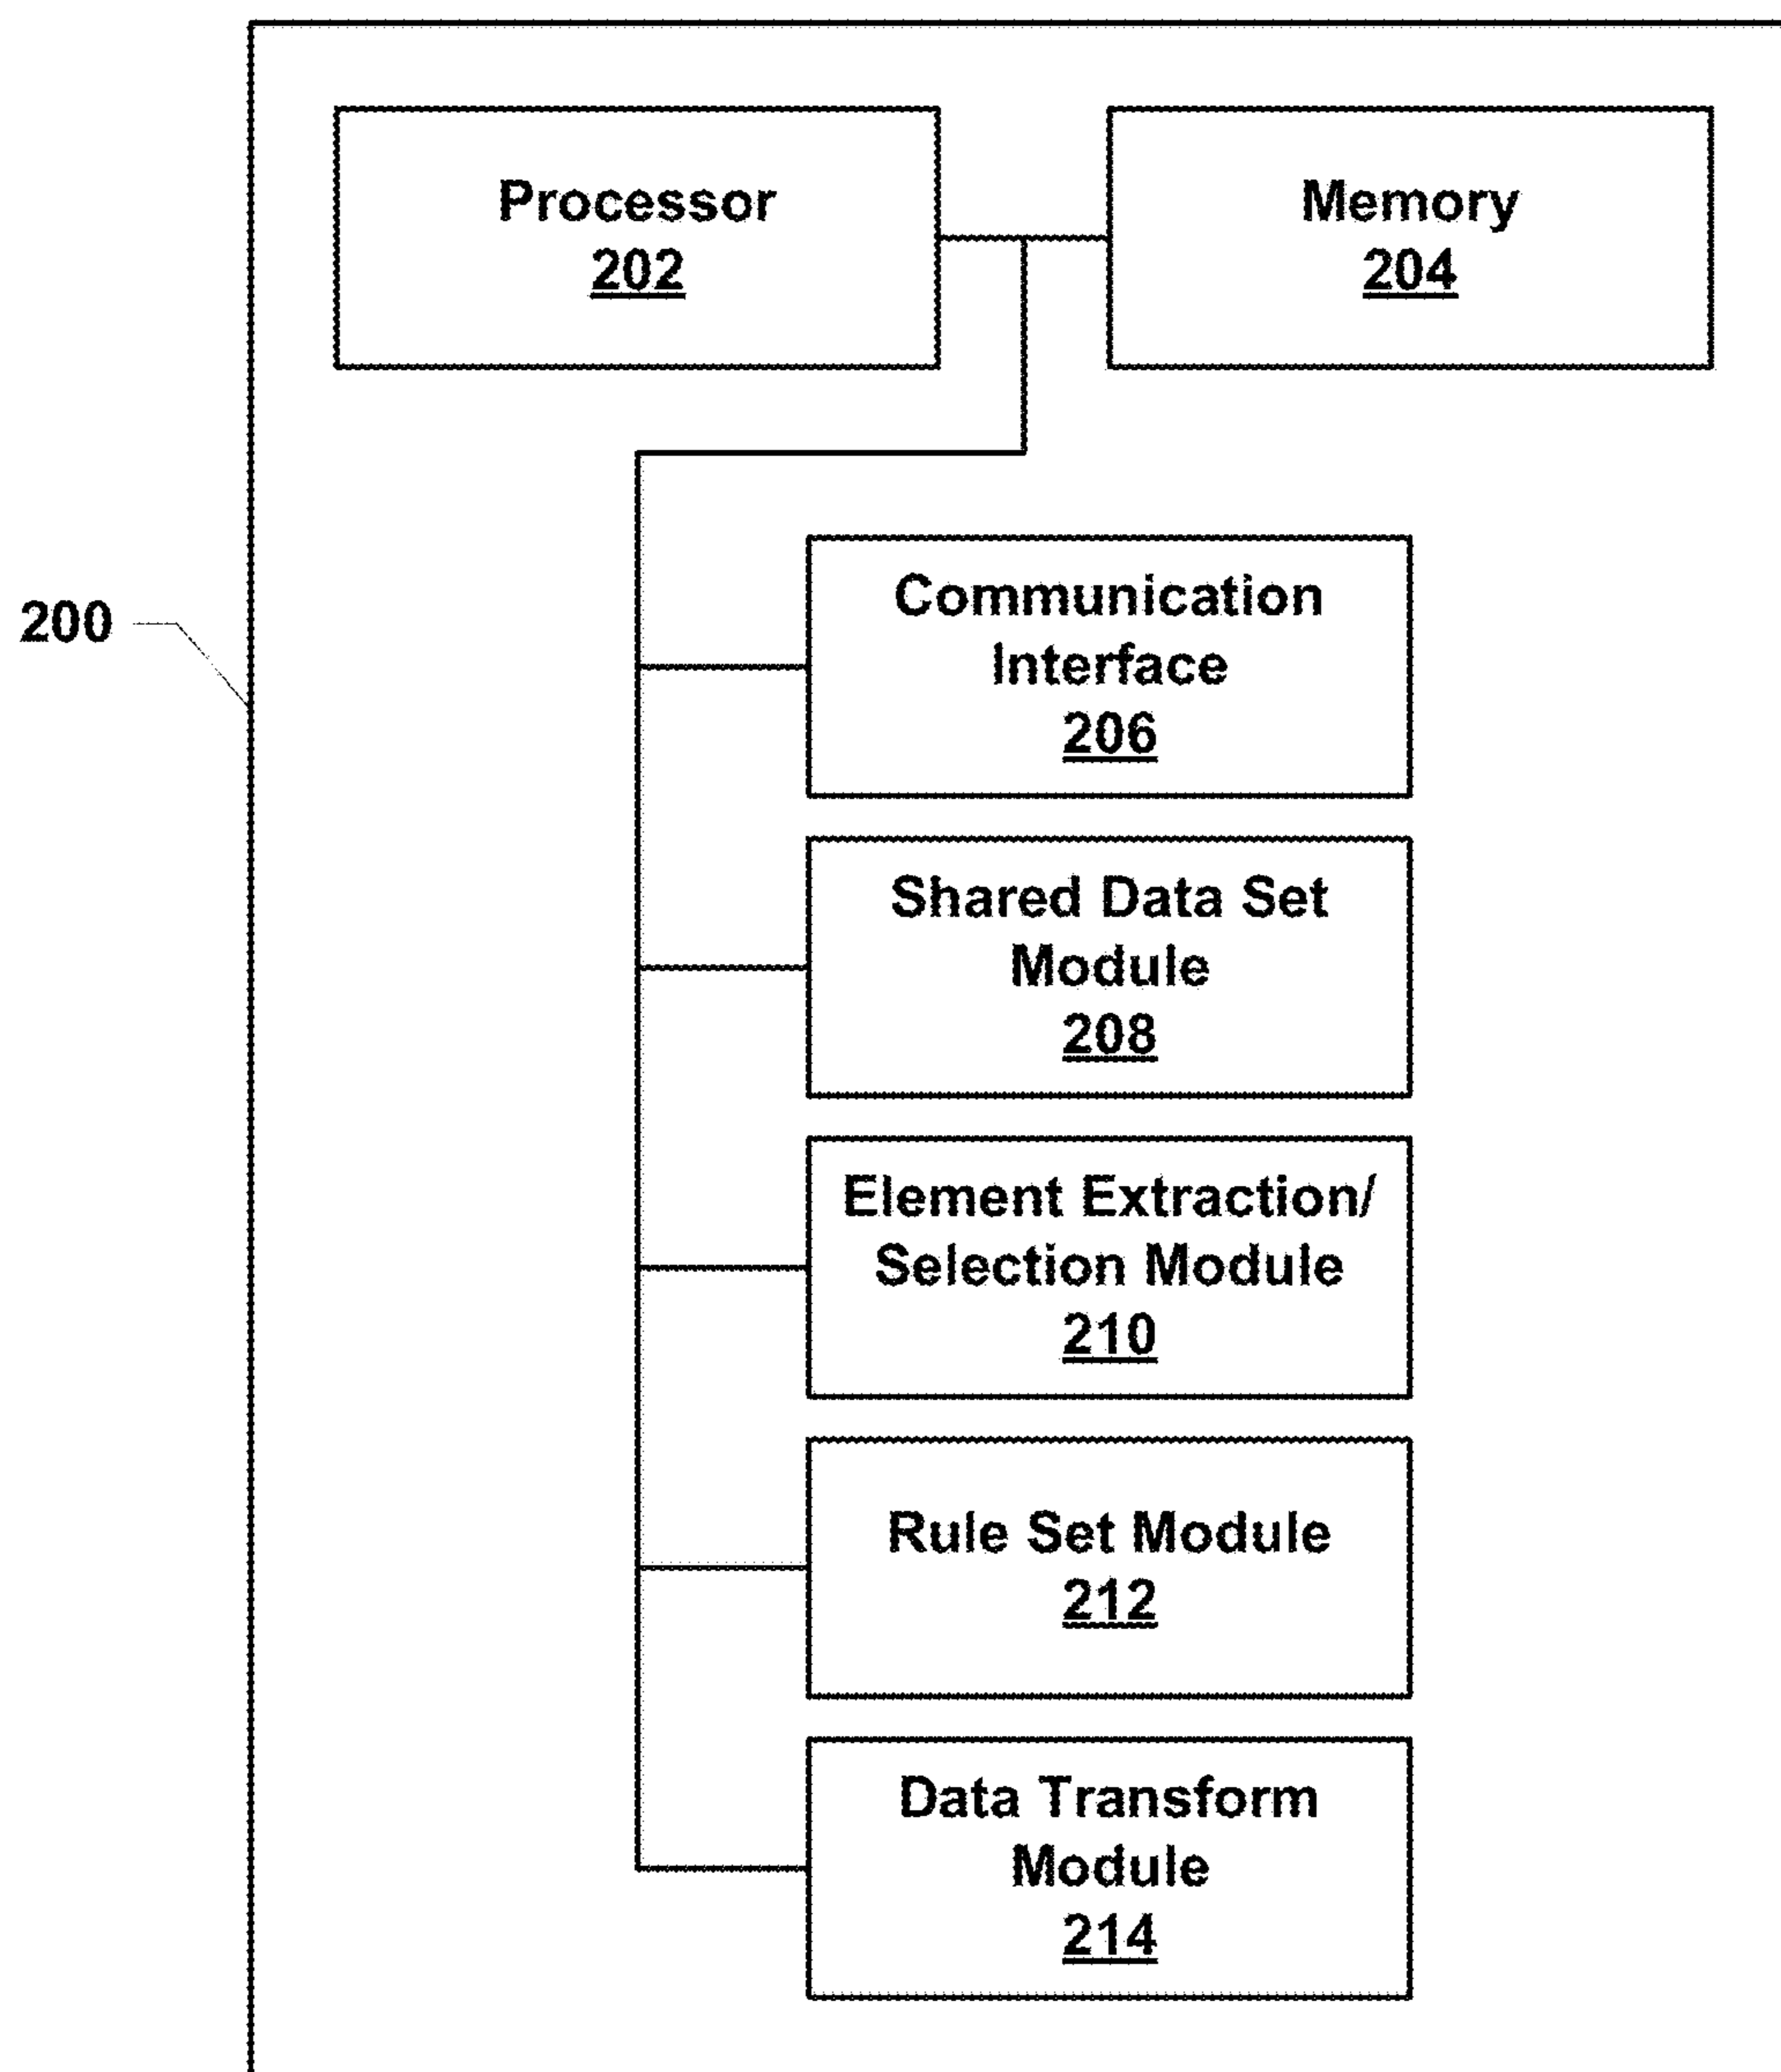 Processor
202
Memory
204
200
Communication
Interface
206
Shared Data Set
Module
208
Element Extraction/
Selection Module
210
Rule Set Module
212
Data Transform
Module
214